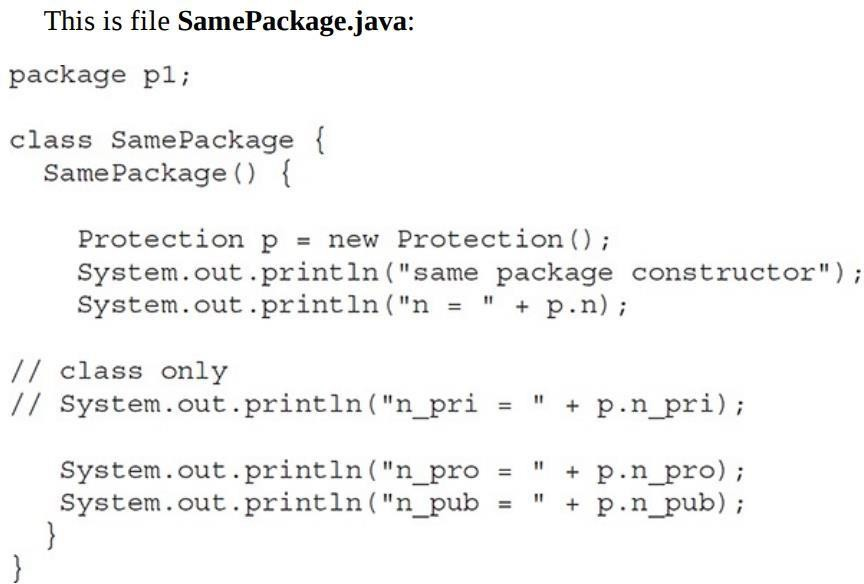 This is file SamePackage.java:
package p1;
class SamePackage {
SamePackage() {
Protection p = new Protection();
System.out.println("same package constructor");
System.out.println("n = " + p.n);
// class only
// System.out.println("n_pri = " + p.n_pri);
System.out.println("n_pro = " + p.n_pro);
System.out.println("n_pub = " + p.n_pub);
}
}